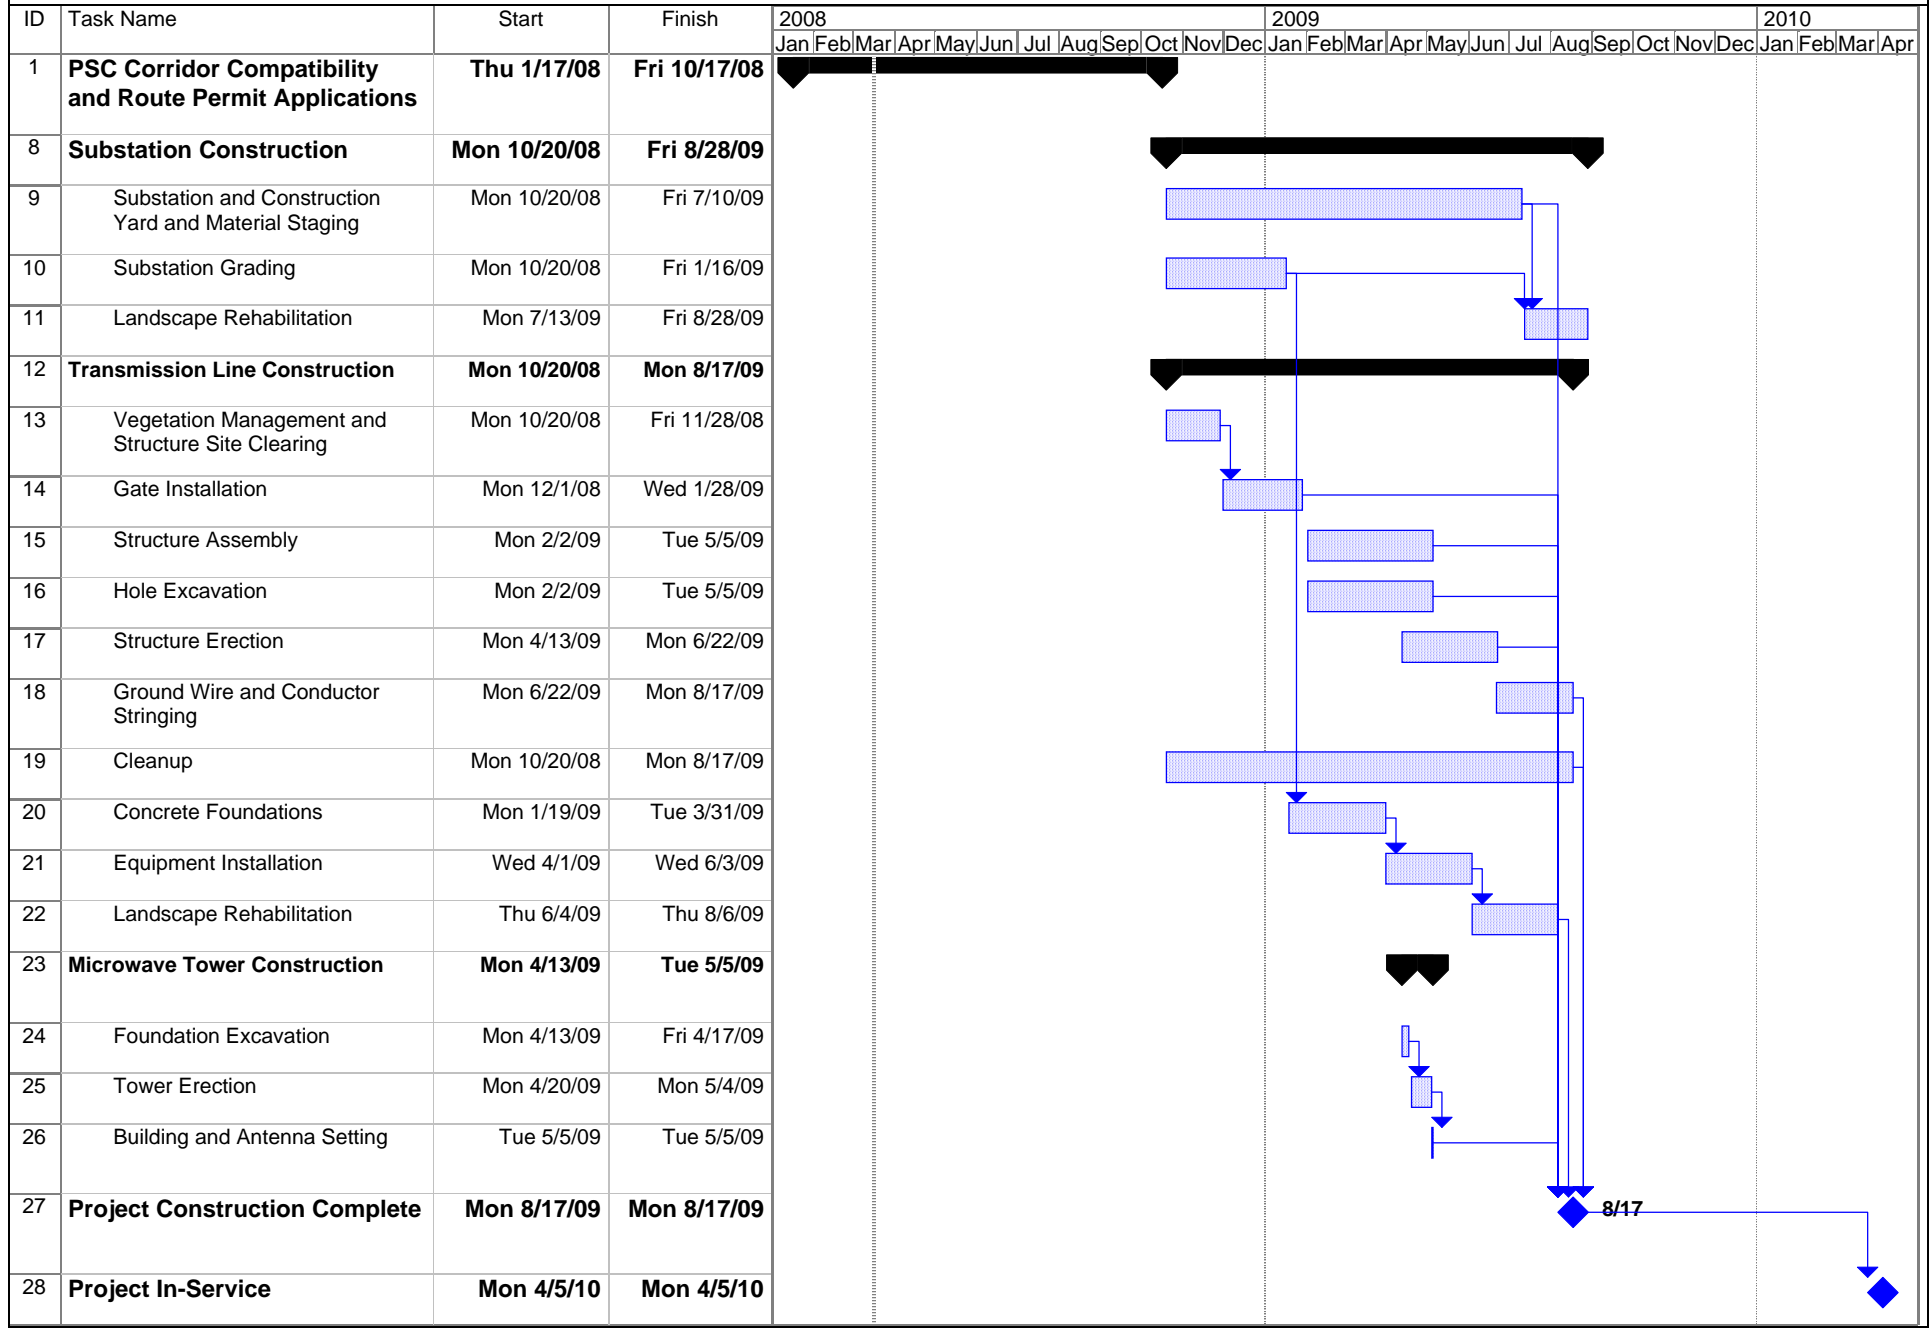 ID Task Name Start Finish 2008 2009 2010
Jan Feb Mar Apr May Jun Jul Aug Sep Oct Nov Dec Jan Feb Mar Apr May Jun Jul Aug Sep Oct Nov Dec Jan Feb Mar Apr
1 PSC Corridor Compatibility Thu 1/17/08 Fri 10/17/08
and Route Permit Applications
8 Substation Construction Mon 10/20/08 Fri 8/28/09
9 Substation and Construction Mon 10/20/08 Fri 7/10/09
Yard and Material Staging
10 Substation Grading Mon 10/20/08 Fri 1/16/09
11 Landscape Rehabilitation Mon 7/13/09 Fri 8/28/09
12 Transmission Line Construction Mon 10/20/08 Mon 8/17/09
13 Vegetation Management and Mon 10/20/08 Fri 11/28/08
Structure Site Clearing
14 Gate Installation Mon 12/1/08 Wed 1/28/09
15 Structure Assembly Mon 2/2/09 Tue 5/5/09
16 Hole Excavation Mon 2/2/09 Tue 5/5/09
17 Structure Erection Mon 4/13/09 Mon 6/22/09
18 Ground Wire and Conductor Mon 6/22/09 Mon 8/17/09
Stringing
19 Cleanup Mon 10/20/08 Mon 8/17/09
20 Concrete Foundations Mon 1/19/09 Tue 3/31/09
21 Equipment Installation Wed 4/1/09 Wed 6/3/09
22 Landscape Rehabilitation Thu 6/4/09 Thu 8/6/09
23 Microwave Tower Construction Mon 4/13/09 Tue 5/5/09
24 Foundation Excavation Mon 4/13/09 Fri 4/17/09
25 Tower Erection Mon 4/20/09 Mon 5/4/09
26 Building and Antenna Setting Tue 5/5/09 Tue 5/5/09
27 Project Construction Complete Mon 8/17/09 Mon 8/17/09 8/17
28 Project In-Service Mon 4/5/10 Mon 4/5/10